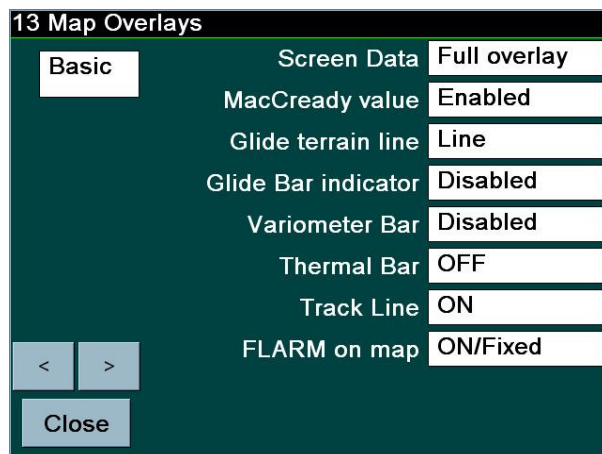 13 Map Overlays
Basic
Screen Data Full overlay
MacCready value Enabled
Glide terrain line Line
Glide Bar indicator Disabled
Variometer Bar Disabled
Thermal Bar OFF
Track Line ON
FLARM on map ON/Fixed
< >
Close